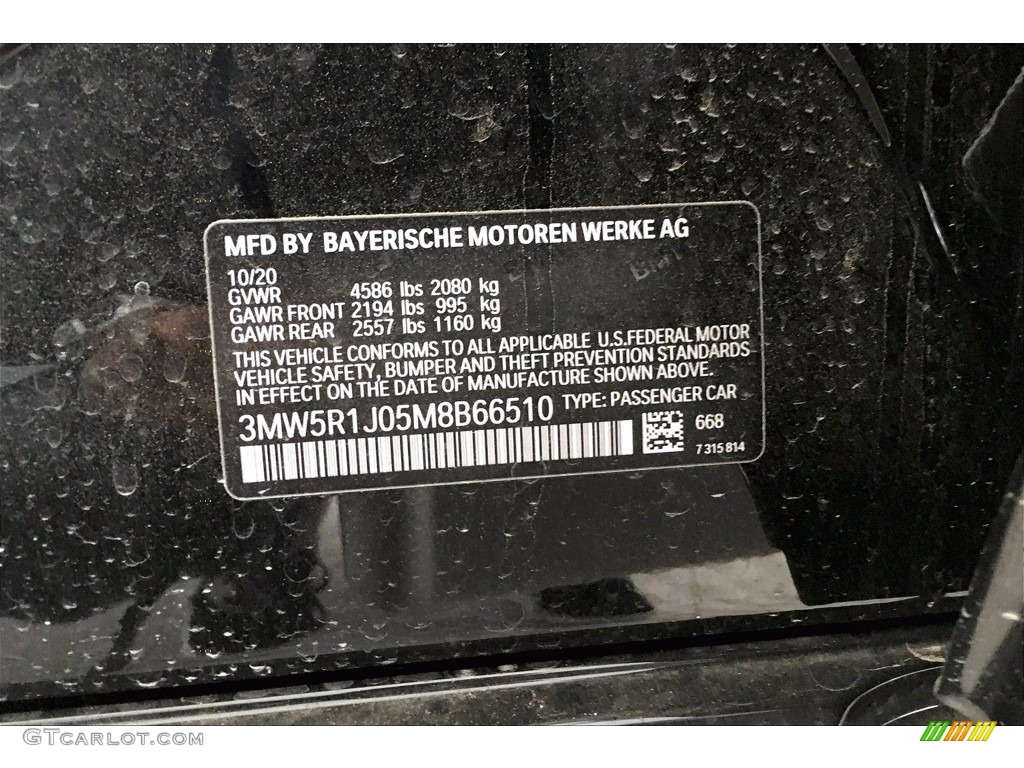 MFD BY BAYERISCHE MOTOREN WERKE AG
10/20
GVWR 4586 lbs 2080 kg
GAWR FRONT 2194 lbs 995 kg
GAWR REAR 2557 lbs 1160 kg
THIS VEHICLE CONFORMS TO ALL APPLICABLE U.S.FEDERAL MOTOR
VEHICLE SAFETY, BUMPER AND THEFT PREVENTION STANDARDS
IN EFFECT ON THE DATE OF MANUFACTURE SHOWN ABOVE.
3MW5R1J05M8B66510 TYPE: PASSENGER CAR
668
7 315 814
GTcarlot.com